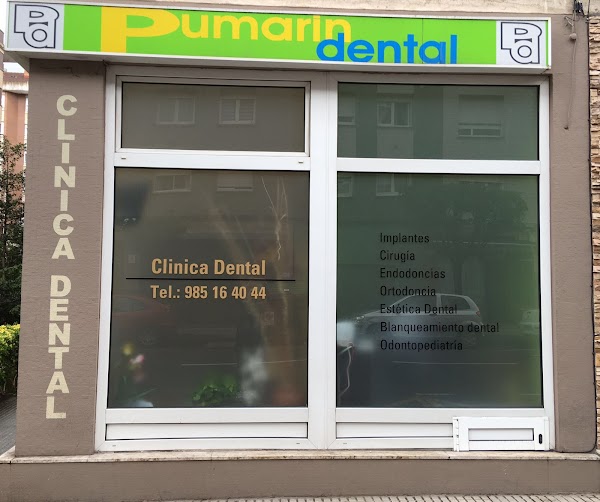 Pd
Pumarin
dental
Pd
CLINICA DENTAL
Clinica Dental
Tel.: 985 16 40 44
Implantes
Cirugía
Endodoncias
Ortodoncia
Estética Dental
Blanqueamiento dental
Odontopediatria